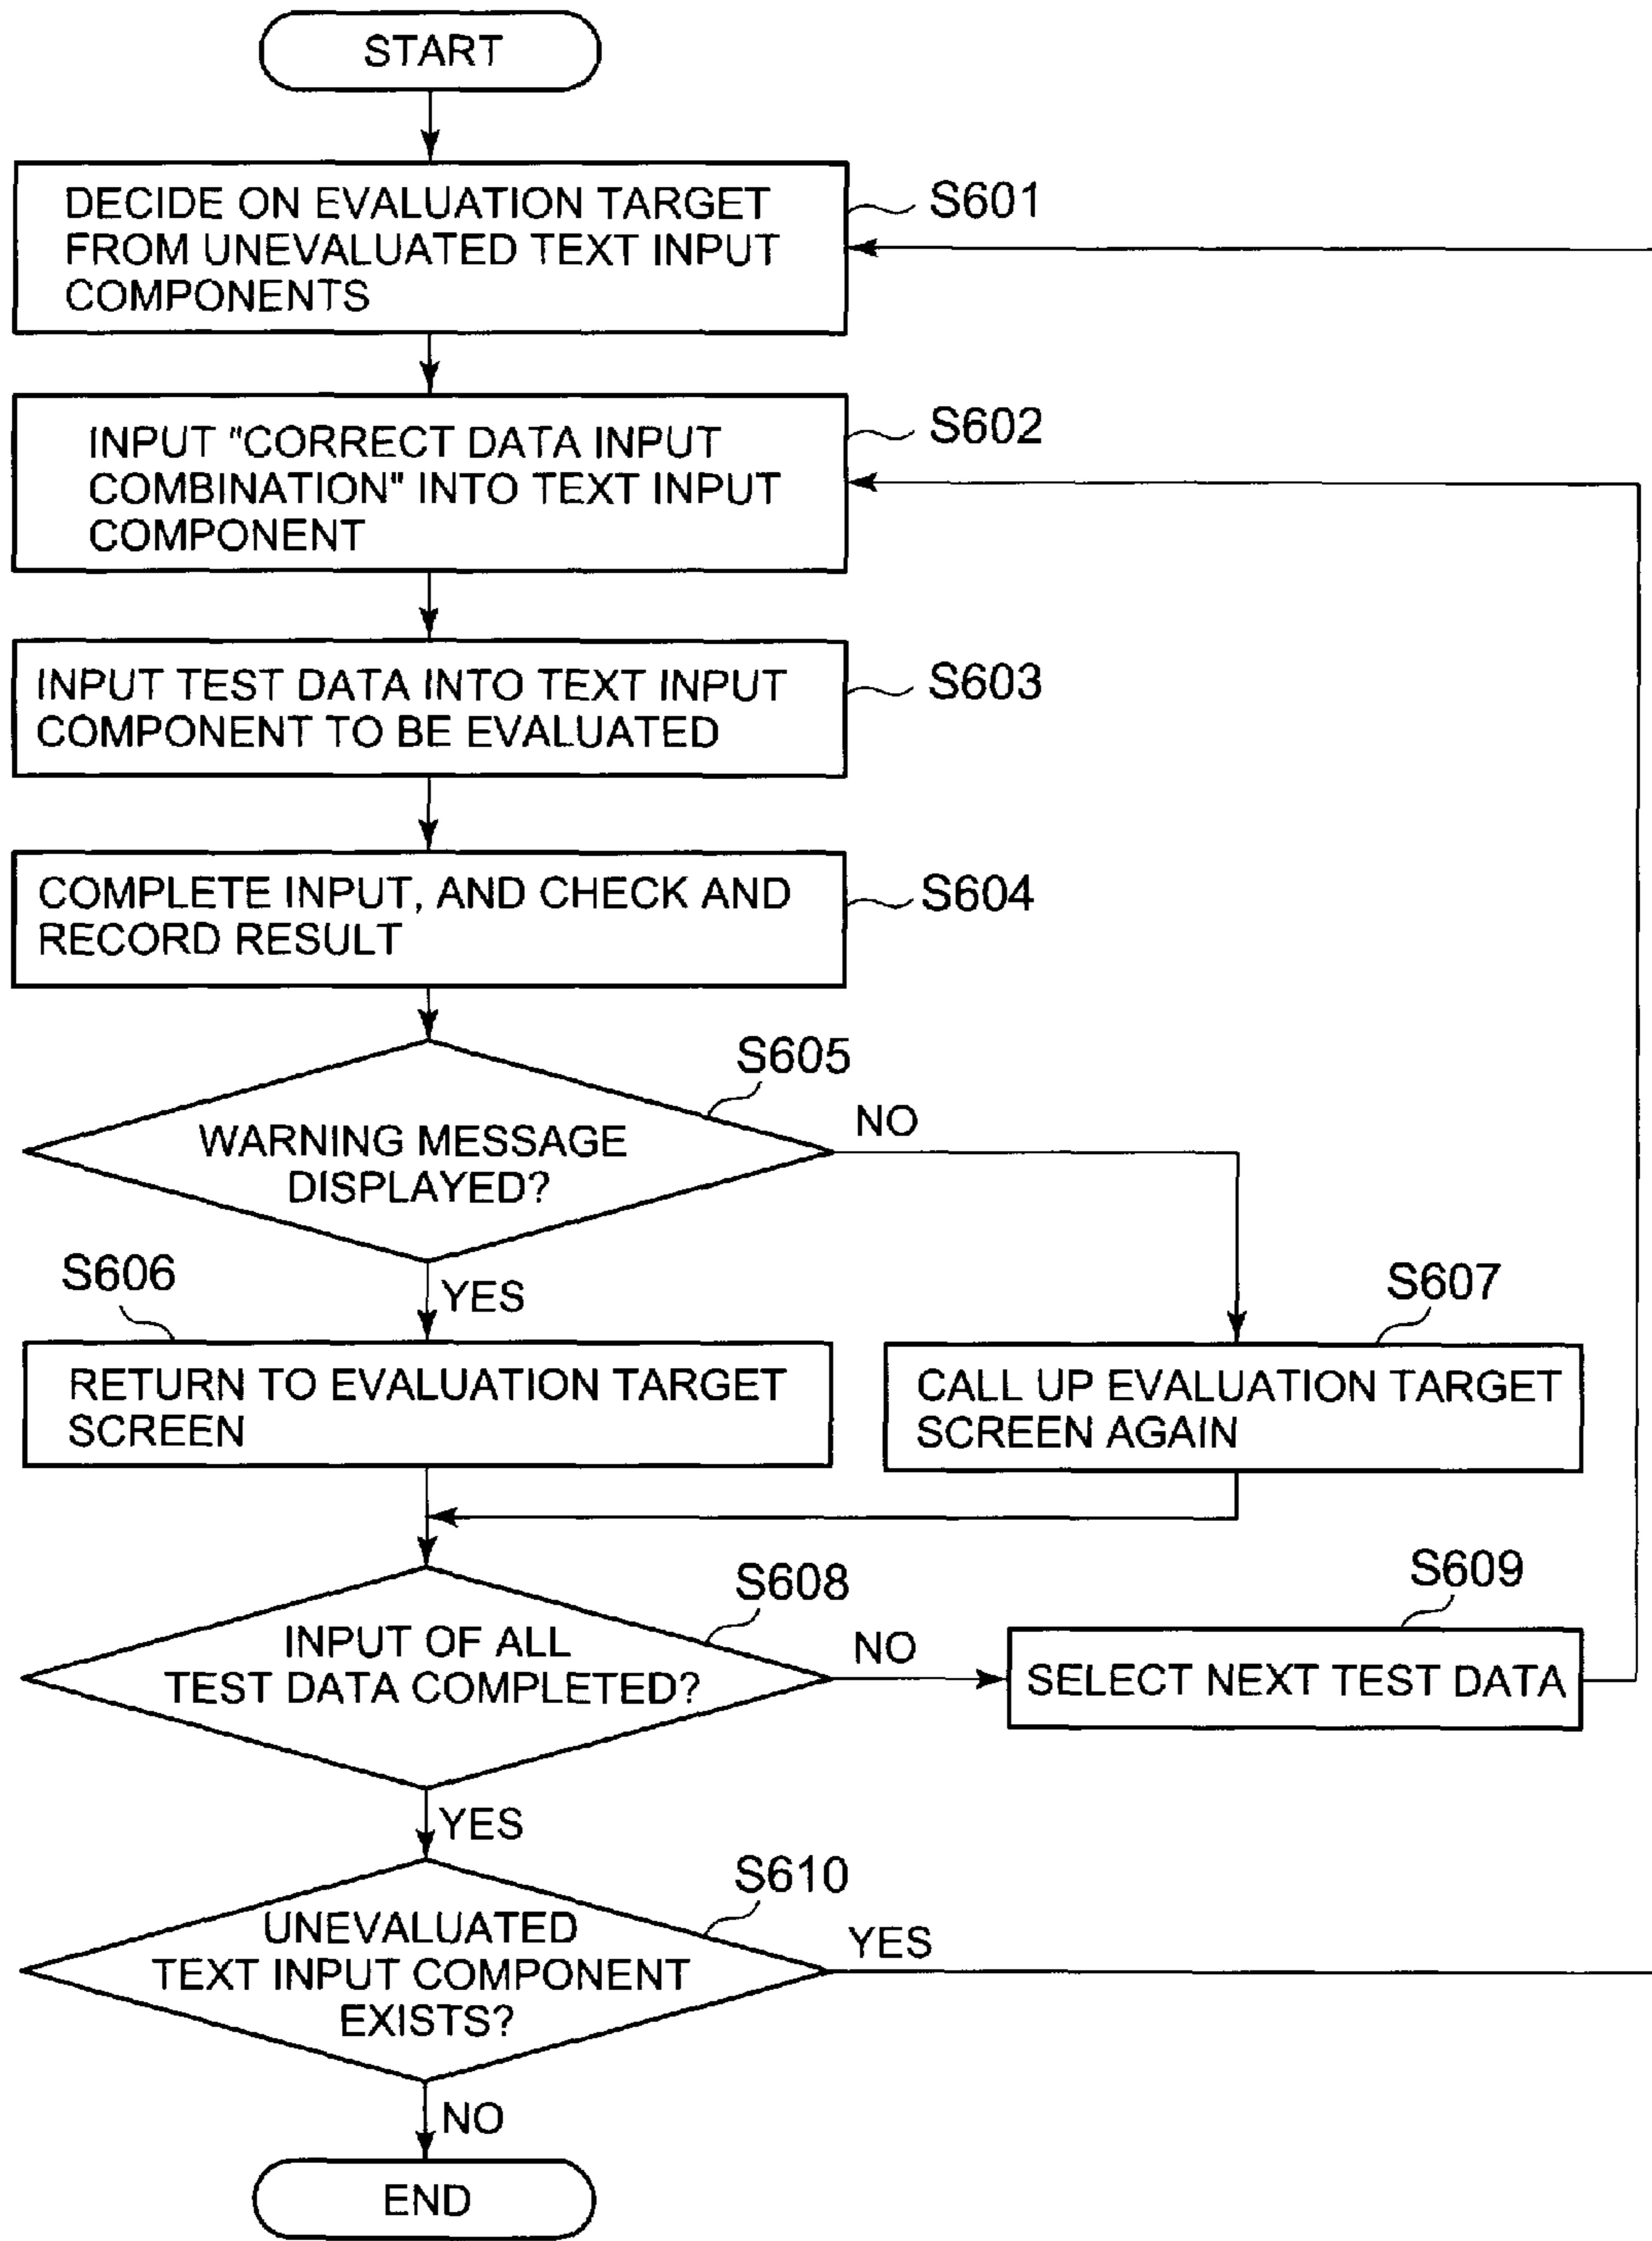 START
DECIDE ON EVALUATION TARGET
FROM UNEVALUATED TEXT INPUT
COMPONENTS
S601
INPUT "CORRECT DATA INPUT
COMBINATION" INTO TEXT INPUT
COMPONENT
S602
INPUT TEST DATA INTO TEXT INPUT
COMPONENT TO BE EVALUATED
S603
COMPLETE INPUT, AND CHECK AND
RECORD RESULT
S604
S605
WARNING MESSAGE
DISPLAYED?
NO
YES
S606
RETURN TO EVALUATION TARGET
SCREEN
S607
CALL UP EVALUATION TARGET
SCREEN AGAIN
S608
INPUT OF ALL
TEST DATA COMPLETED?
NO
S609
SELECT NEXT TEST DATA
YES
S610
UNEVALUATED
TEXT INPUT COMPONENT
EXISTS?
YES
NO
END